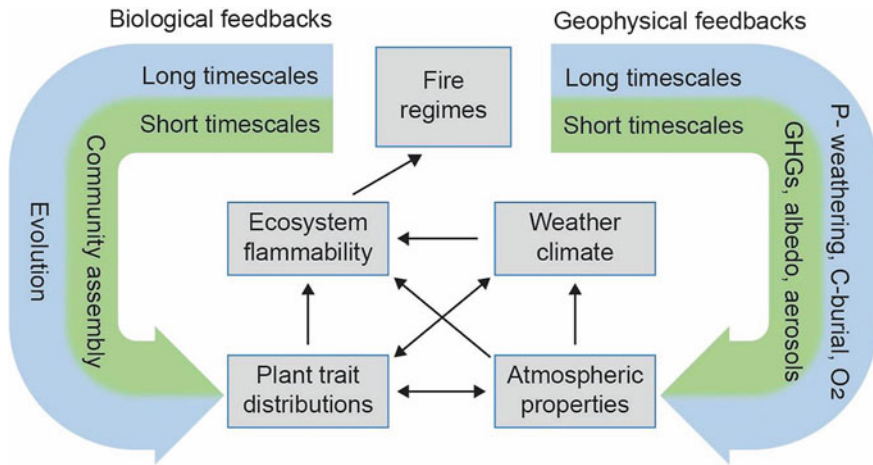 Biological feedbacks
Geophysical feedbacks
Long timescales
Short timescales
Fire
regimes
Long timescales
Short timescales
Evolution
Community assembly
Ecosystem
flammability
Weather
climate
GHGs, albedo, aerosols
P- weathering, C-burial, O2
Plant trait
distributions
Atmospheric
properties